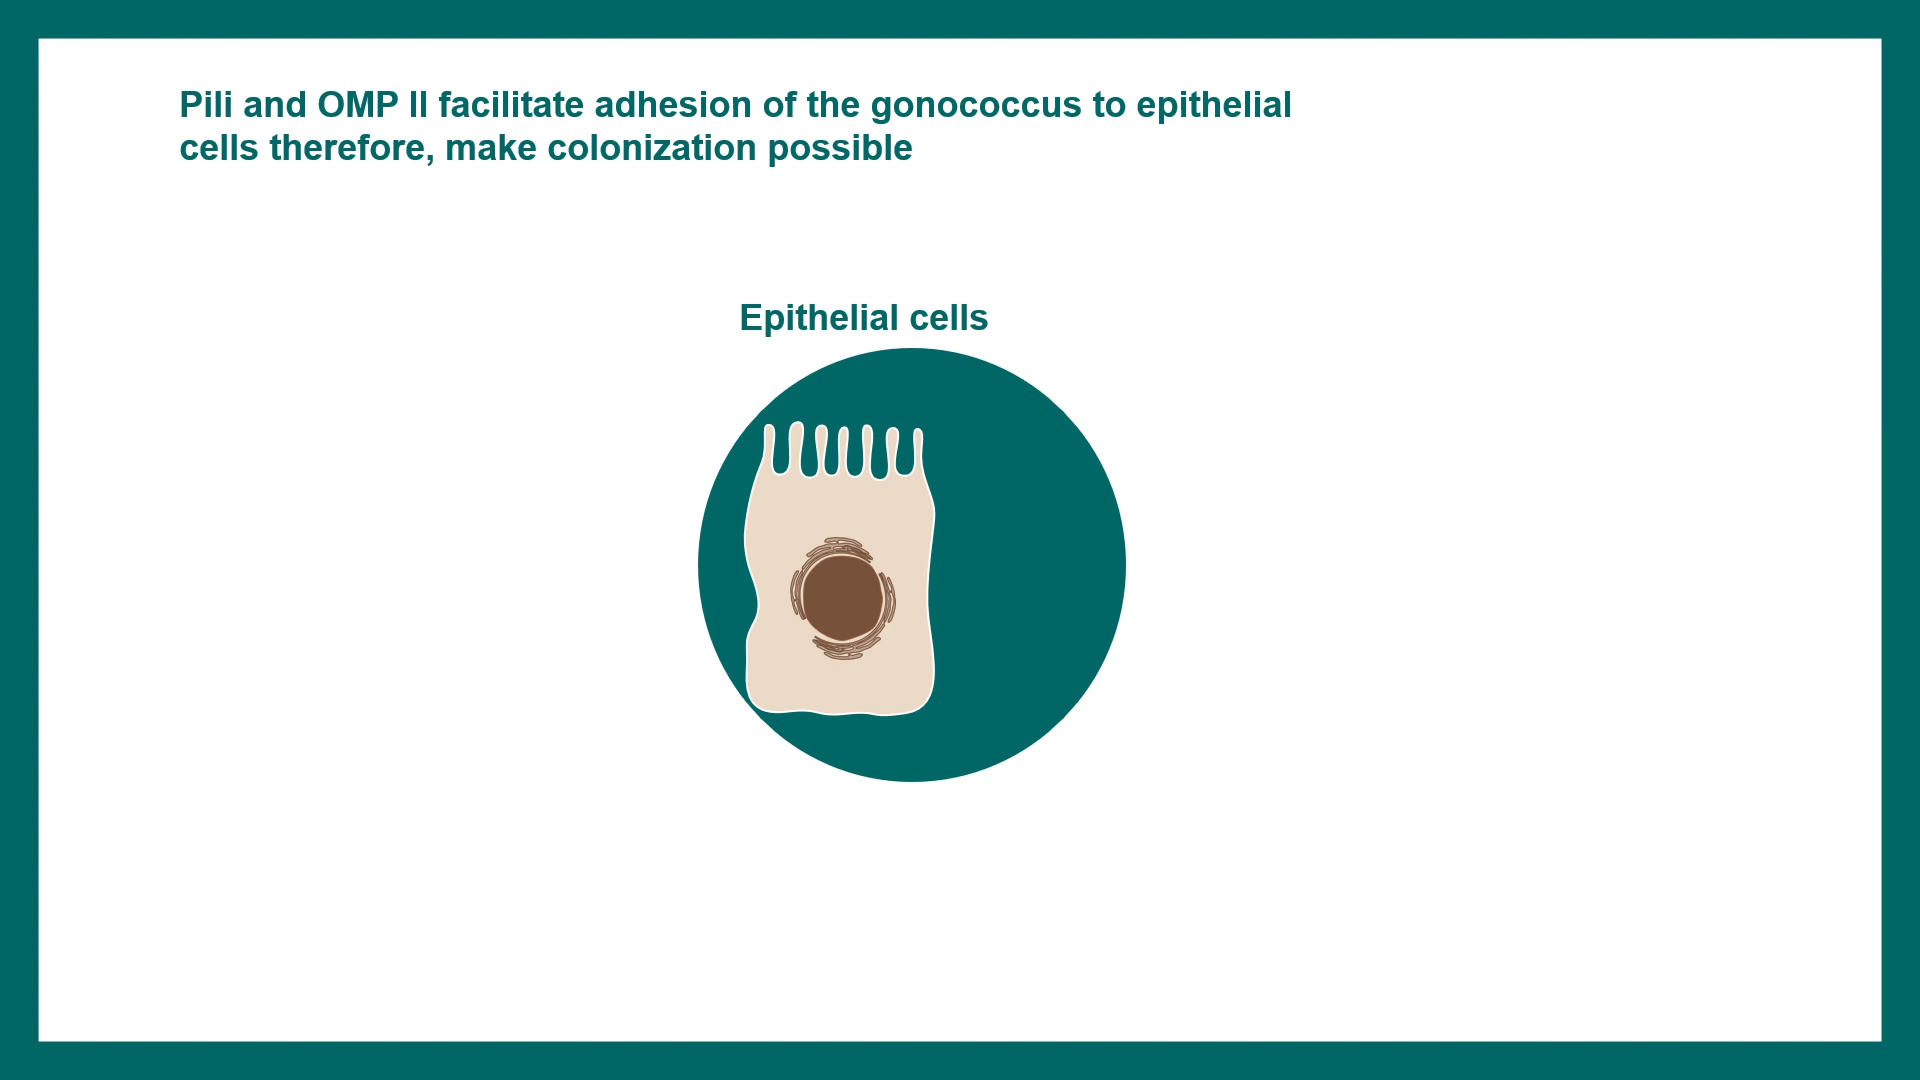 Pili and OMP II facilitate adhesion of the gonococcus to epithelial
cells therefore, make colonization possible
Epithelial cells